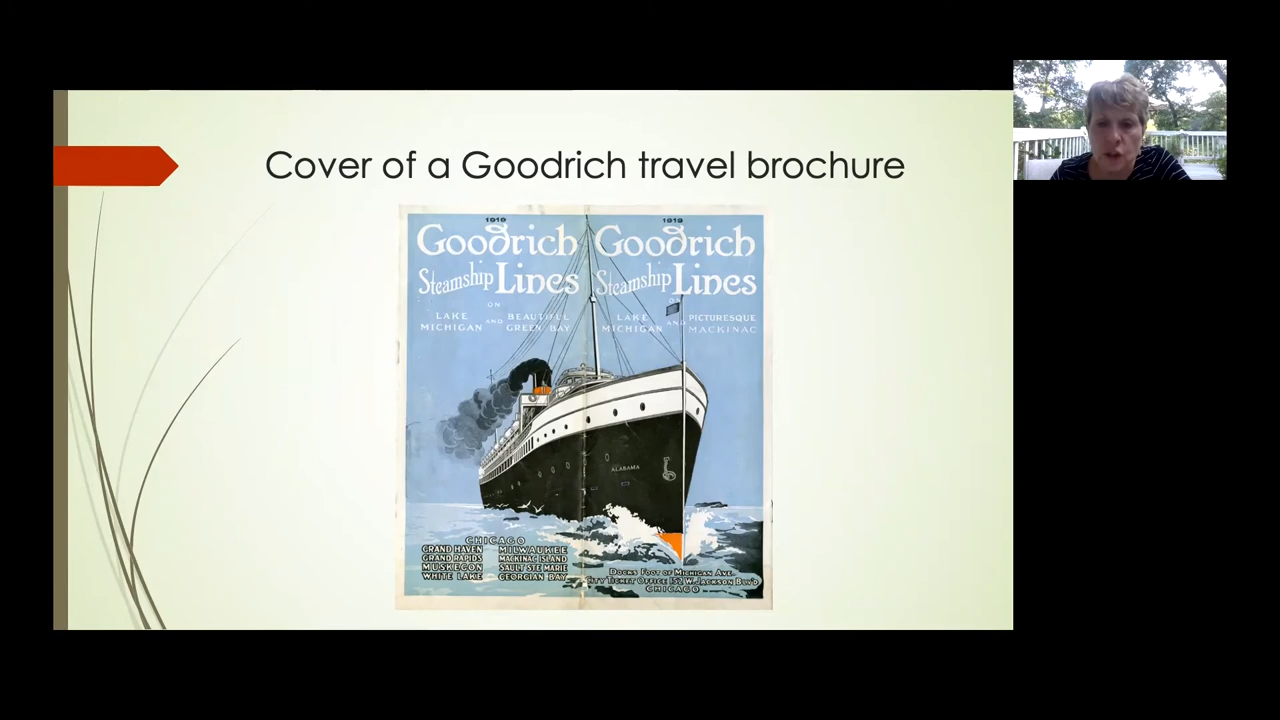 Cover of a Goodrich travel brochure
1919
Goodrich
Steamship Lines
ON
LAKE MICHIGAN AND BEAUTIFUL GREEN BAY
1919
Goodrich
Steamship Lines
ON
LAKE MICHIGAN AND PICTURESQUE MACKINAC
ALABAMA
CHICAGO
GRAND HAVEN MILWAUKEE
GRAND RAPIDS MACKINAC ISLAND
MUSKEGON SAULT STE MARIE
WHITE LAKE GEORGIAN BAY
DOCKS FOOT OF MICHIGAN AVE.
CITY TICKET OFFICE 152 W. JACKSON BLV'D
CHICAGO